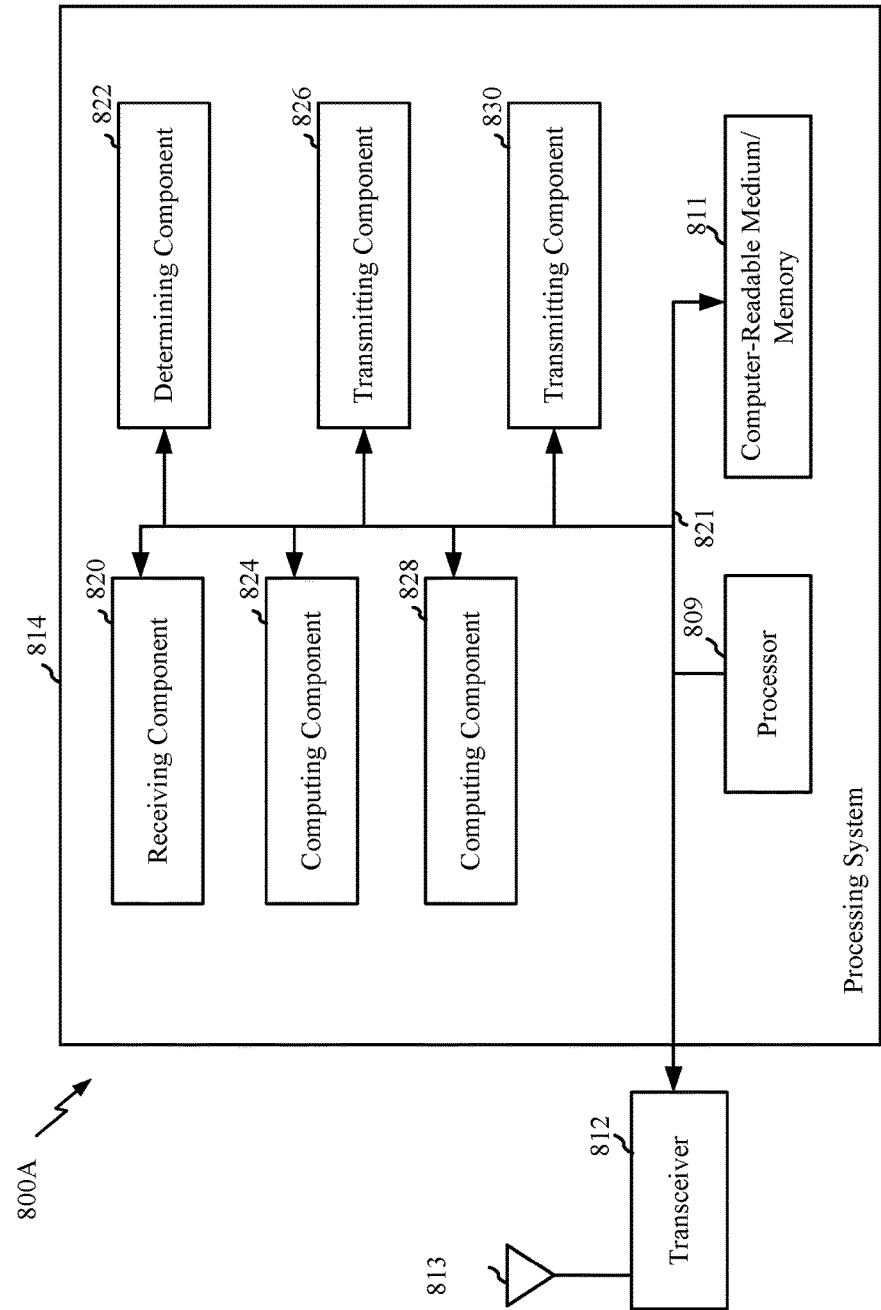 800A
814
822
Determining Component
826
Transmitting Component
830
Transmitting Component
820
Receiving Component
824
Computing Component
828
Computing Component
821
811
Computer-Readable Medium/
Memory
809
Processor
Processing System
812
Transceiver
813